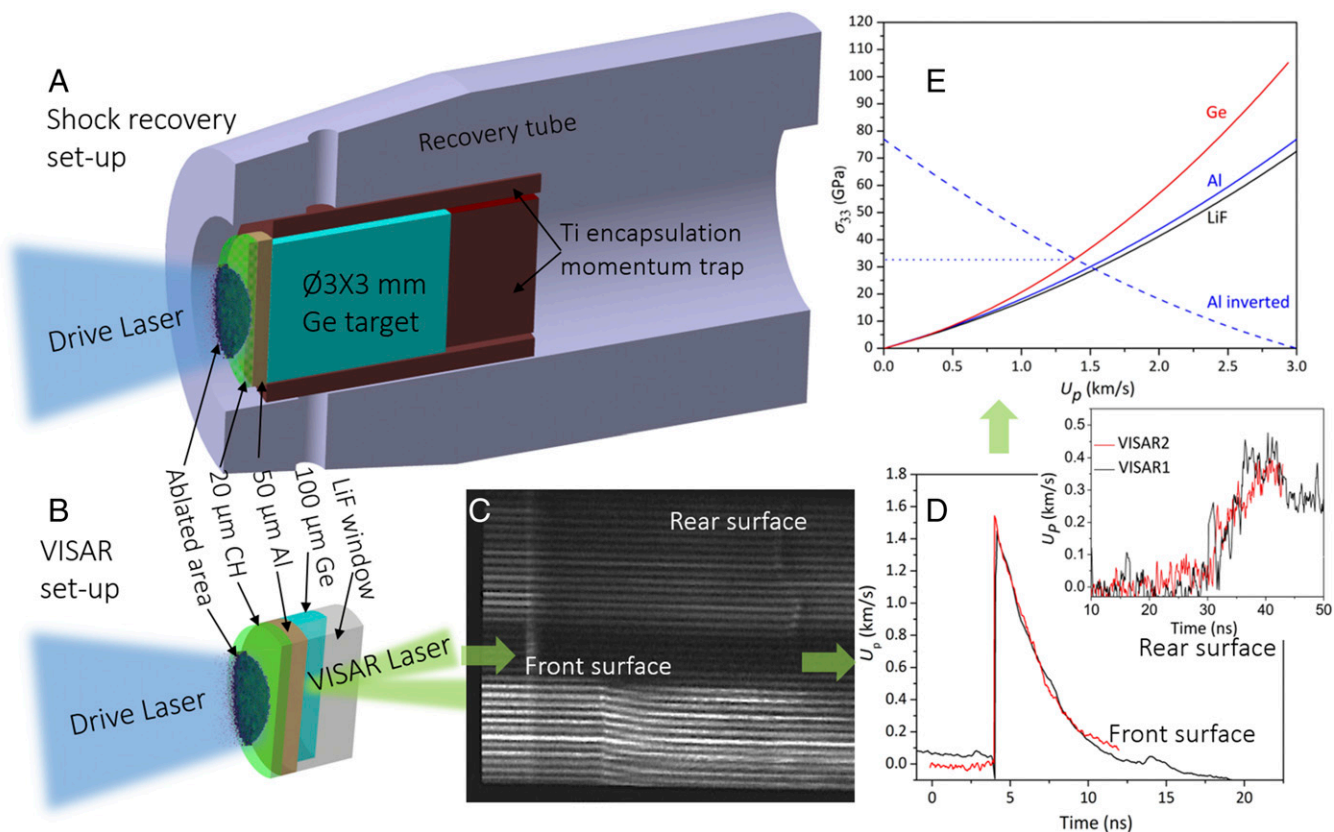 A
Shock recovery
set-up
Recovery tube
Ti encapsulation
momentum trap
Ø3X3 mm
Ge target
Drive Laser
Ablated area
20 μm CH
50 μm Al
100 μm Ge
LiF window
B
VISAR
set-up
Drive Laser
VISAR Laser
C
Rear surface
Front surface
E
120
110
100
90
80
70
60
50
40
30
20
10
0
σ33 (GPa)
Ge
Al
LiF
Al inverted
0.0 0.5 1.0 1.5 2.0 2.5 3.0
Up (km/s)
D
1.8
1.6
1.4
1.2
1.0
0.8
0.6
0.4
0.2
0.0
Up (km/s)
Front surface
0 5 10 15 20
Time (ns)
0.5
0.4
0.3
0.2
0.1
0.0
Up (km/s)
VISAR2
VISAR1
10 20 30 40 50
Time (ns)
Rear surface